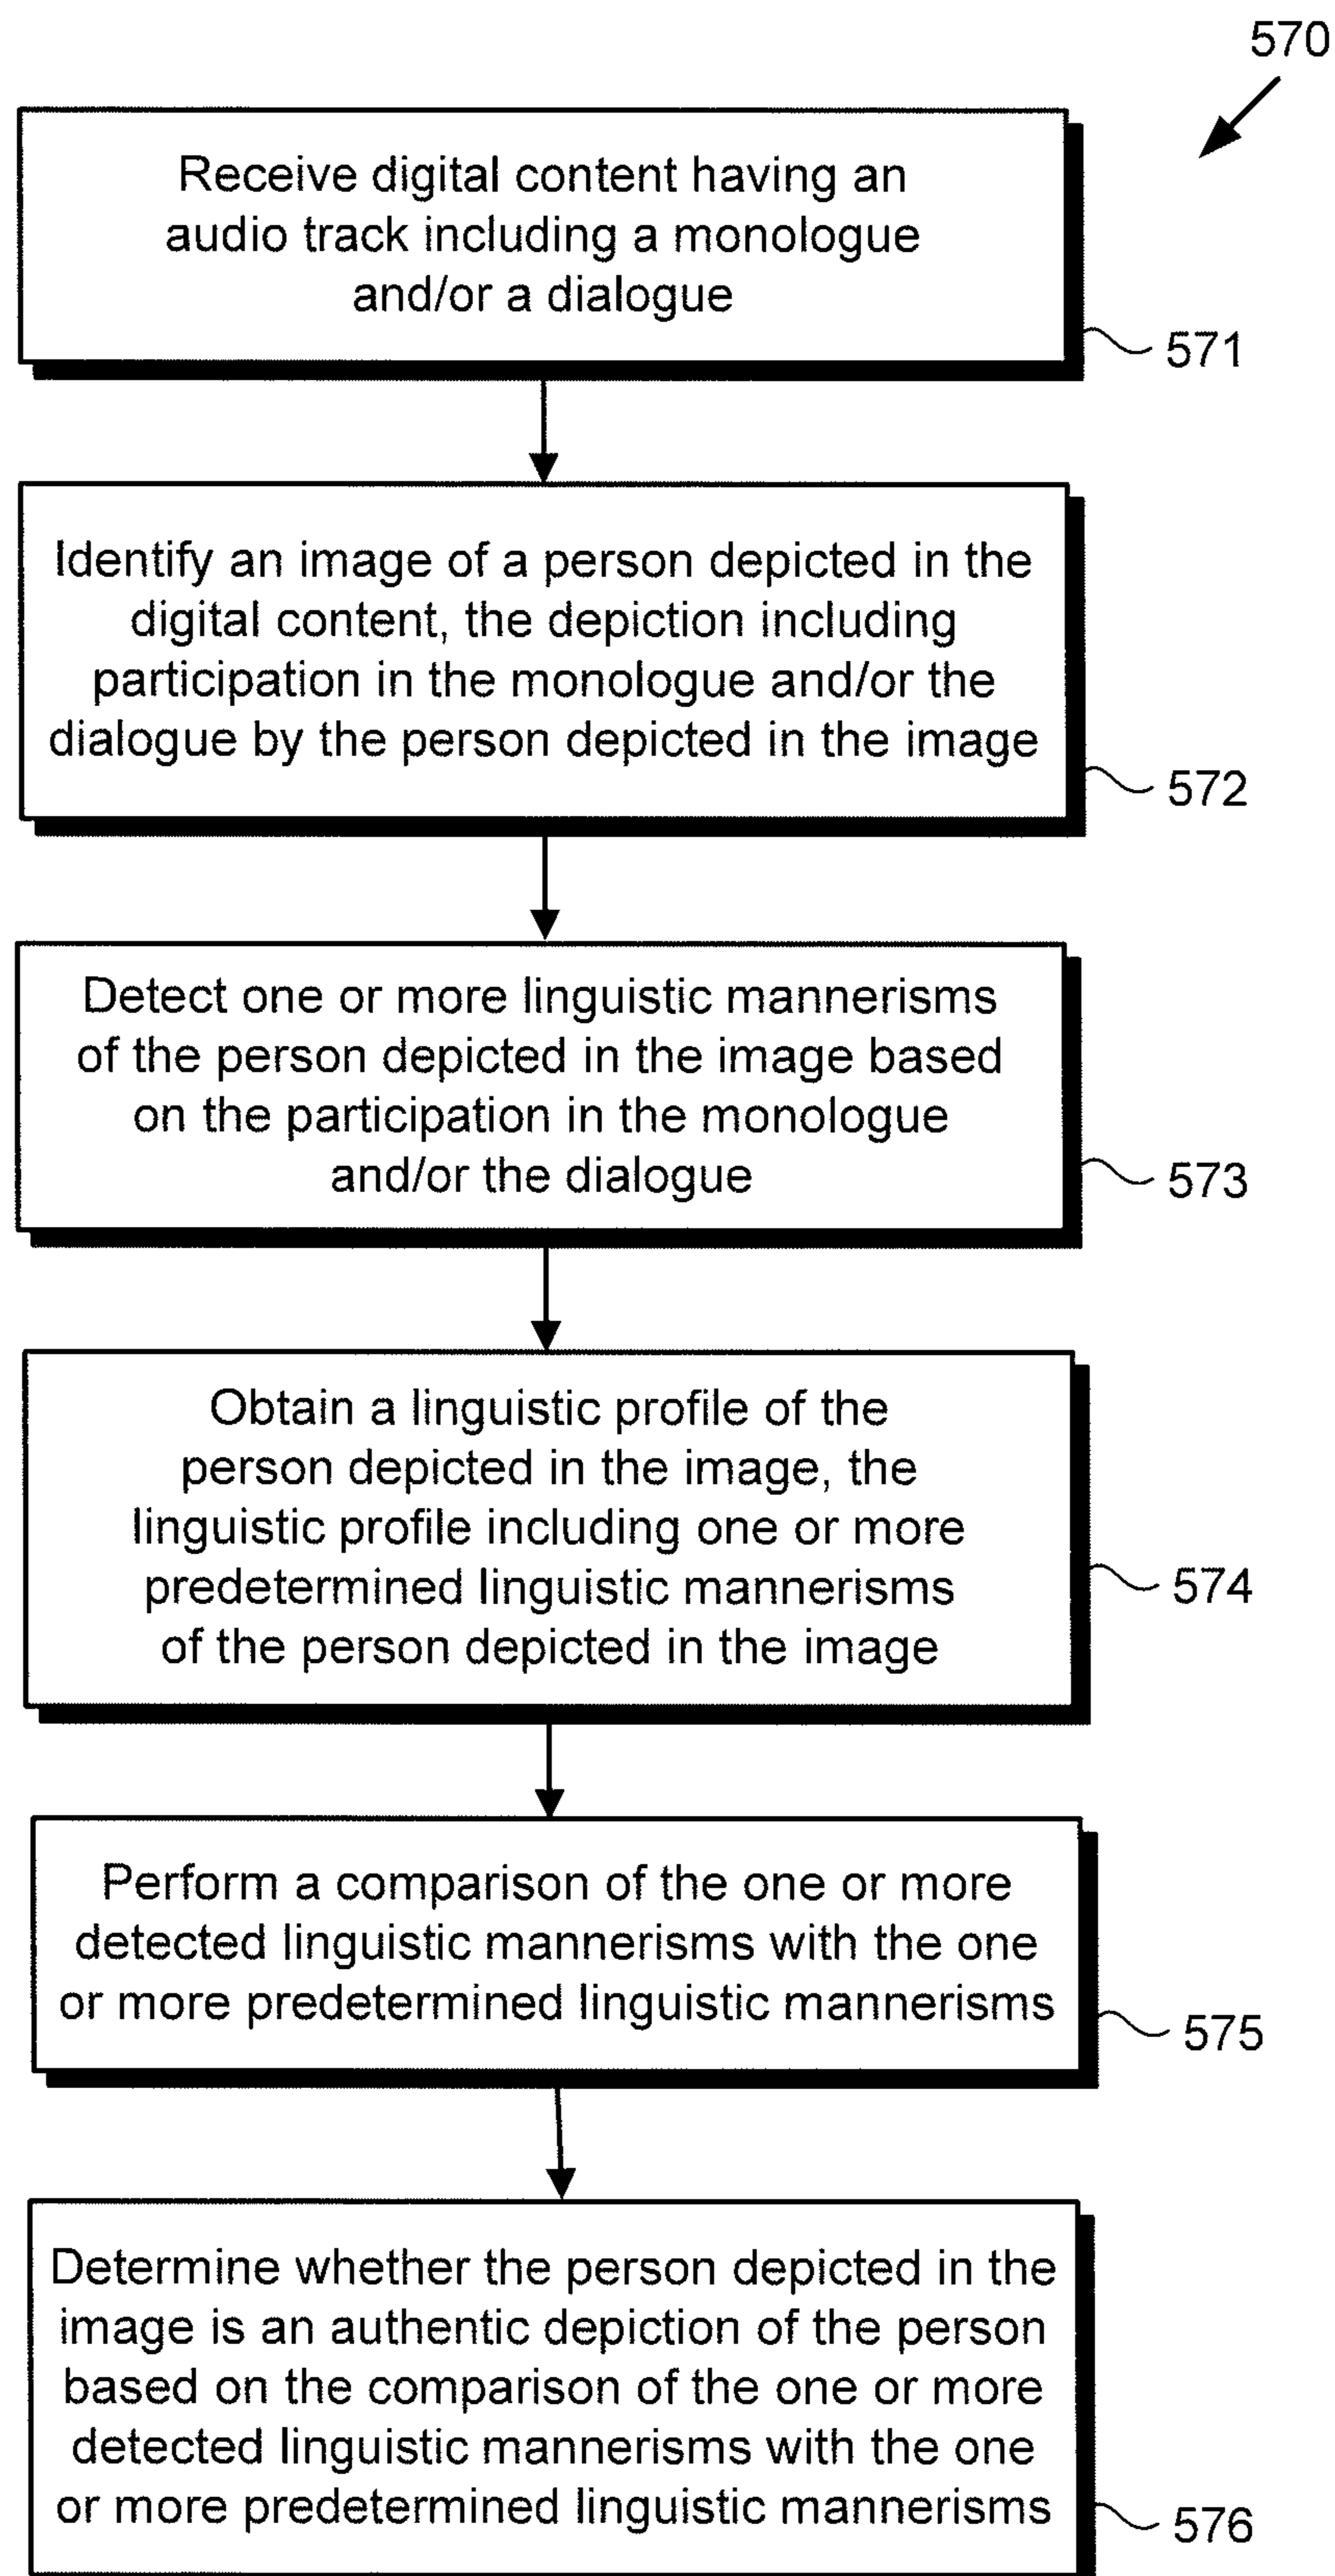 570
Receive digital content having an
audio track including a monologue
and/or a dialogue
571
Identify an image of a person depicted in the
digital content, the depiction including
participation in the monologue and/or the
dialogue by the person depicted in the image
572
Detect one or more linguistic mannerisms
of the person depicted in the image based
on the participation in the monologue
and/or the dialogue
573
Obtain a linguistic profile of the
person depicted in the image, the
linguistic profile including one or more
predetermined linguistic mannerisms
of the person depicted in the image
574
Perform a comparison of the one or more
detected linguistic mannerisms with the one
or more predetermined linguistic mannerisms
575
Determine whether the person depicted in the
image is an authentic depiction of the person
based on the comparison of the one or more
detected linguistic mannerisms with the one
or more predetermined linguistic mannerisms
576